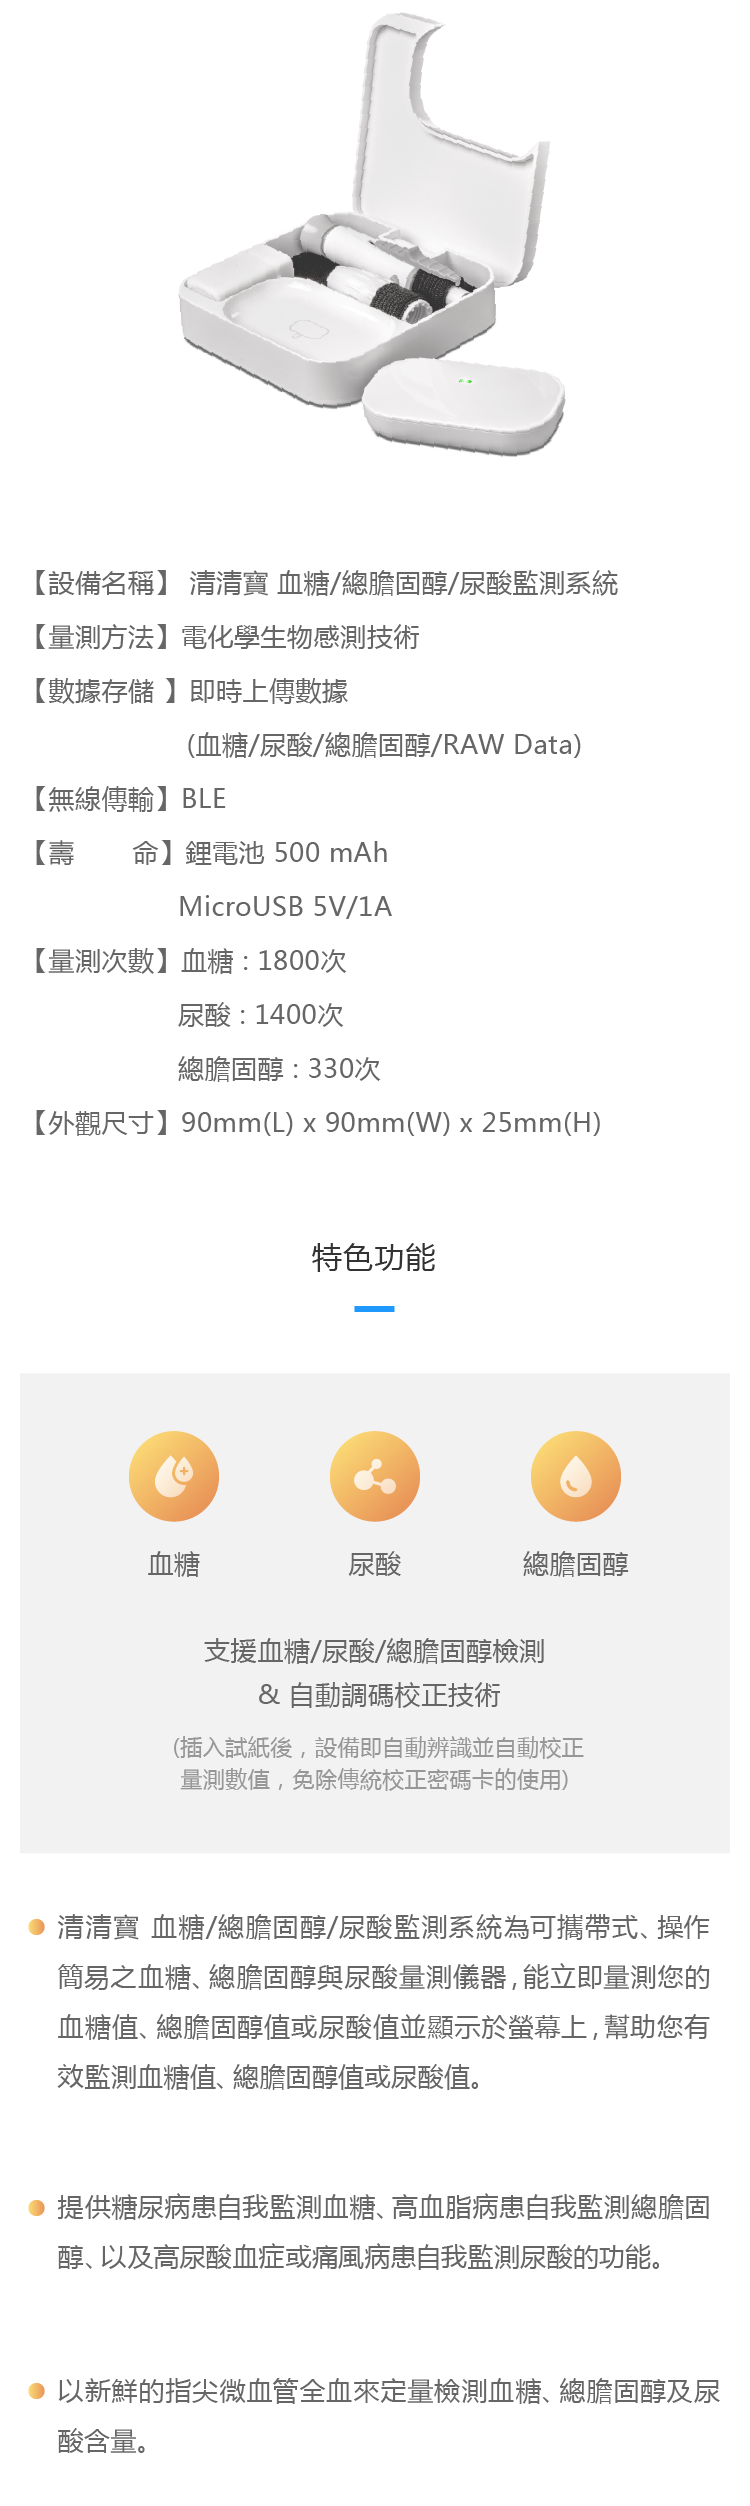 【設備名稱】 清清寶 血糖/總膽固醇/尿酸監測系統
【量測方法】電化學生物感測技術
【數據存儲 】即時上傳數據
(血糖/尿酸/總膽固醇/RAW Data)
【無線傳輸】BLE
【壽　　命】鋰電池 500 mAh
MicroUSB 5V/1A
【量測次數】血糖 : 1800次
尿酸 : 1400次
總膽固醇 : 330次
【外觀尺寸】90mm(L) x 90mm(W) x 25mm(H)
特色功能
血糖 尿酸 總膽固醇
支援血糖/尿酸/總膽固醇檢測
& 自動調碼校正技術
(插入試紙後，設備即自動辨識並自動校正
量測數值，免除傳統校正密碼卡的使用)
清清寶 血糖/總膽固醇/尿酸監測系統為可攜帶式、操作
簡易之血糖、總膽固醇與尿酸量測儀器，能立即量測您的
血糖值、總膽固醇值或尿酸值並顯示於螢幕上，幫助您有
效監測血糖值、總膽固醇值或尿酸值。
提供糖尿病患自我監測血糖、高血脂病患自我監測總膽固
醇、以及高尿酸血症或痛風病患自我監測尿酸的功能。
以新鮮的指尖微血管全血來定量檢測血糖、總膽固醇及尿
酸含量。